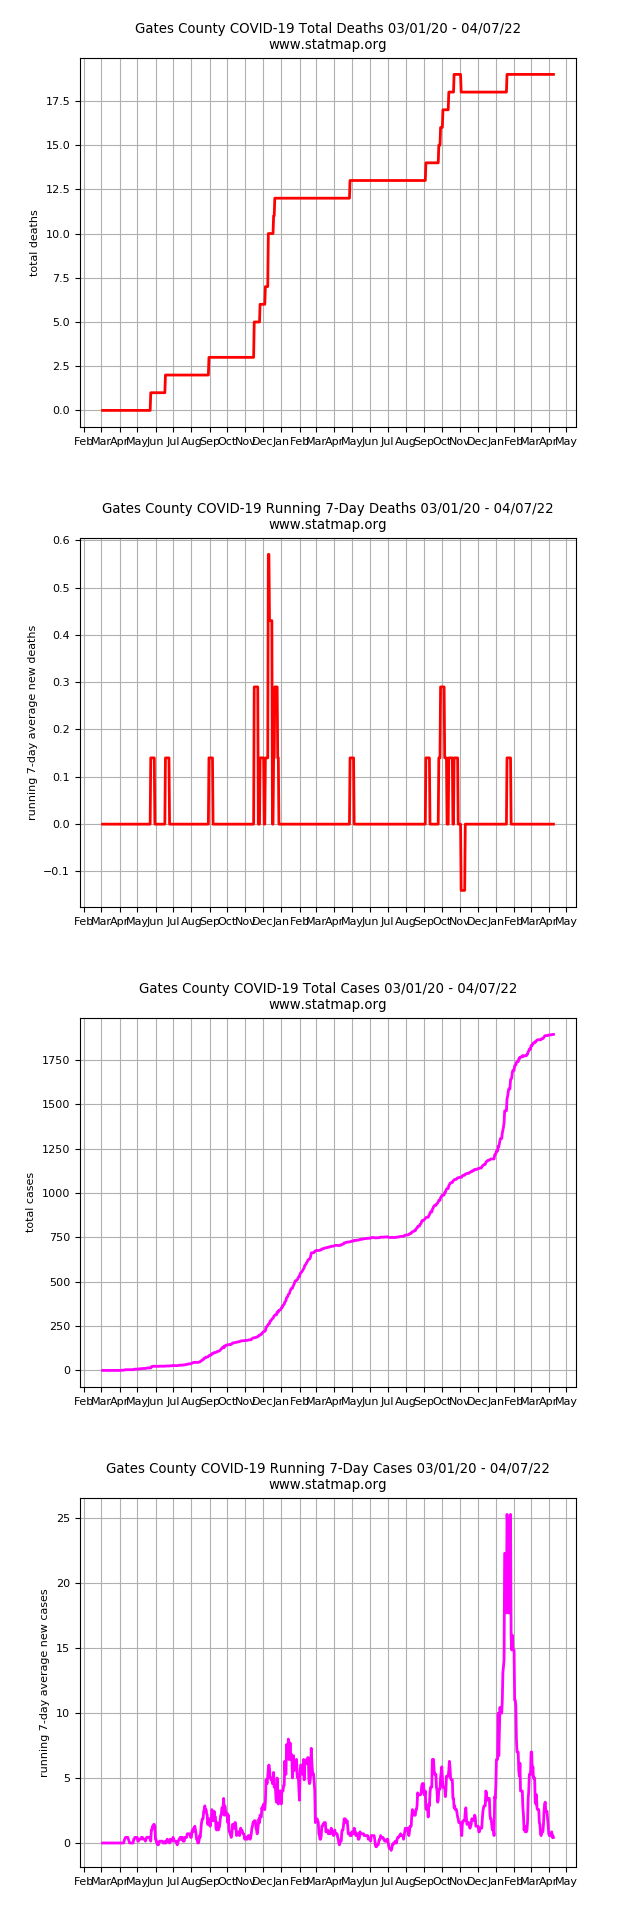 Gates County COVID-19 Total Deaths 03/01/20 - 04/07/22
www.statmap.org
17.5
15.0
12.5
10.0
7.5
5.0
2.5
0.0
total deaths
Feb Mar Apr May Jun Jul Aug Sep Oct Nov Dec Jan Feb Mar Apr May Jun Jul Aug Sep Oct Nov Dec Jan Feb Mar Apr May
Gates County COVID-19 Running 7-Day Deaths 03/01/20 - 04/07/22
www.statmap.org
0.6
0.5
0.4
0.3
0.2
0.1
0.0
−0.1
running 7-day average new deaths
Feb Mar Apr May Jun Jul Aug Sep Oct Nov Dec Jan Feb Mar Apr May Jun Jul Aug Sep Oct Nov Dec Jan Feb Mar Apr May
Gates County COVID-19 Total Cases 03/01/20 - 04/07/22
www.statmap.org
1750
1500
1250
1000
750
500
250
0
total cases
Feb Mar Apr May Jun Jul Aug Sep Oct Nov Dec Jan Feb Mar Apr May Jun Jul Aug Sep Oct Nov Dec Jan Feb Mar Apr May
Gates County COVID-19 Running 7-Day Cases 03/01/20 - 04/07/22
www.statmap.org
25
20
15
10
5
0
running 7-day average new cases
Feb Mar Apr May Jun Jul Aug Sep Oct Nov Dec Jan Feb Mar Apr May Jun Jul Aug Sep Oct Nov Dec Jan Feb Mar Apr May